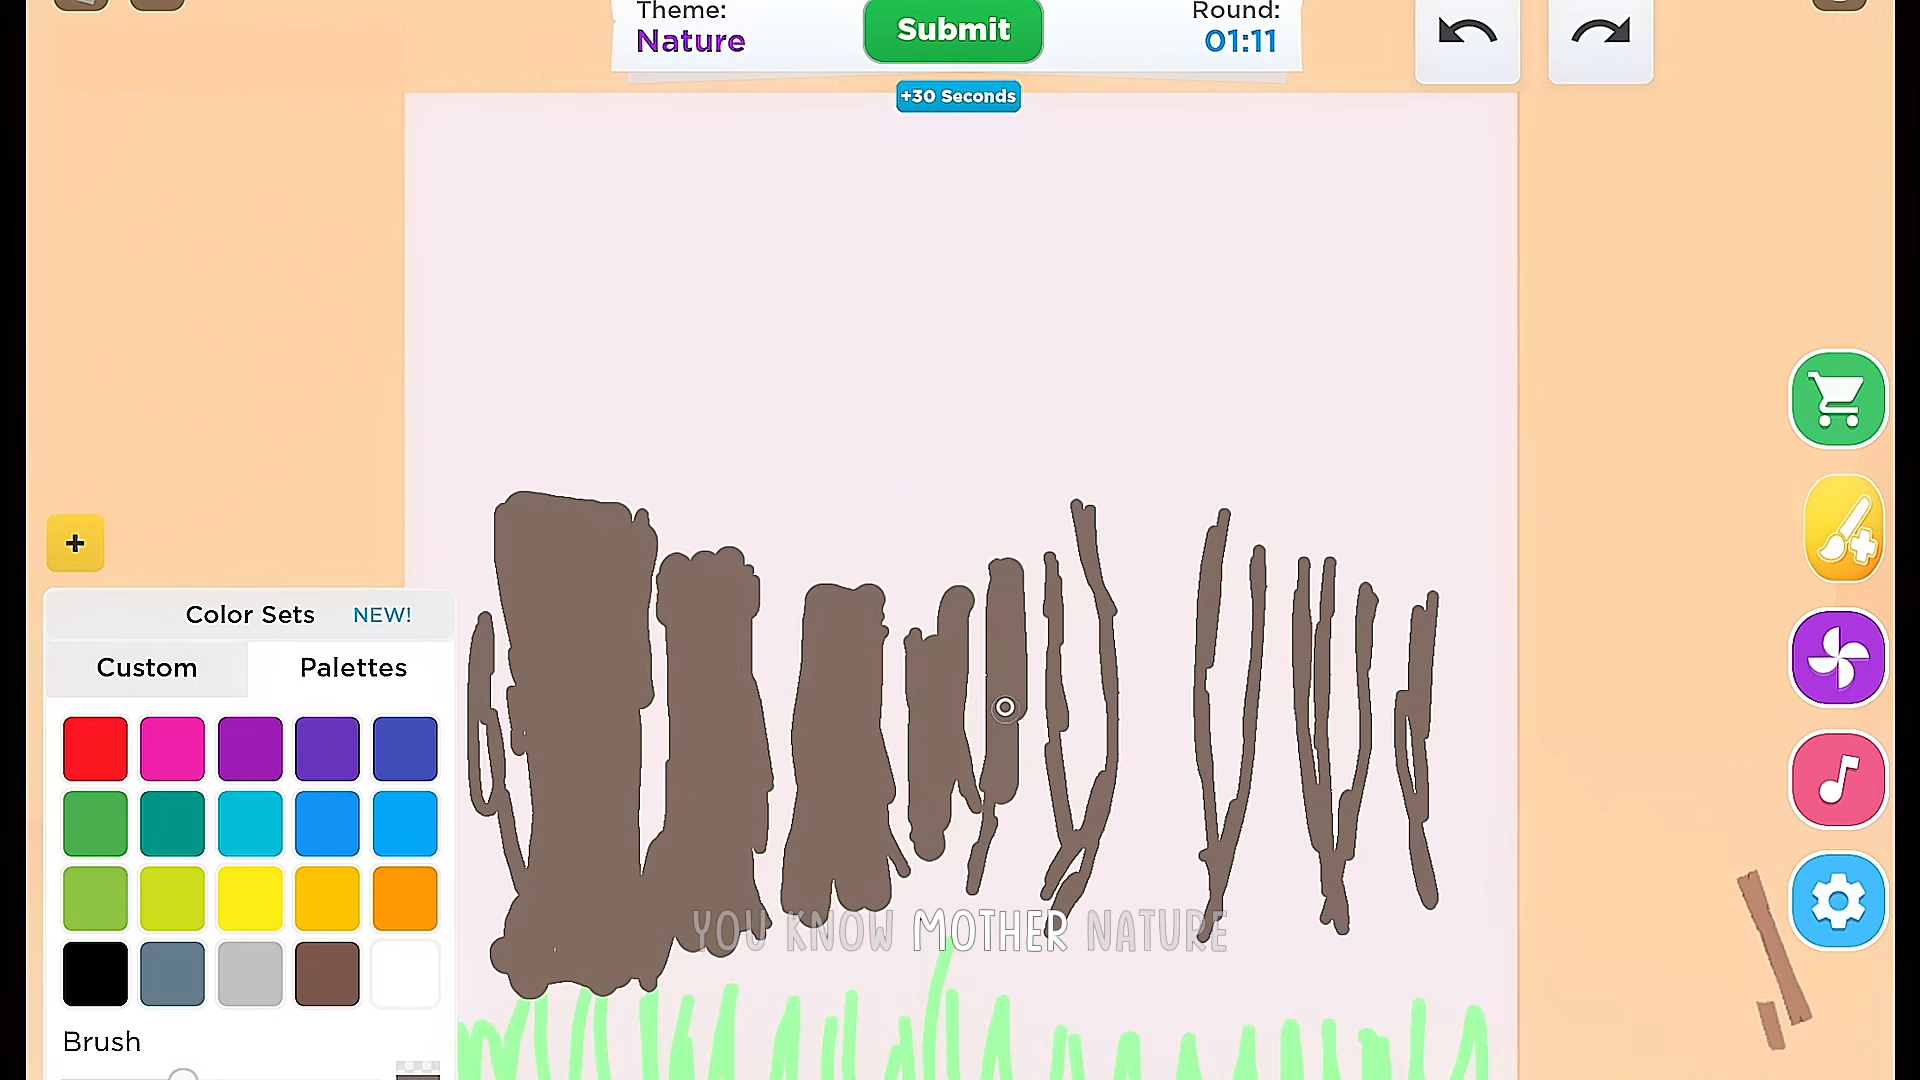 Theme:
Nature
Submit
Round:
01:11
+30 Seconds
+
Color Sets NEW!
Custom
Palettes
Brush
YOU KNOW MOTHER NATURE